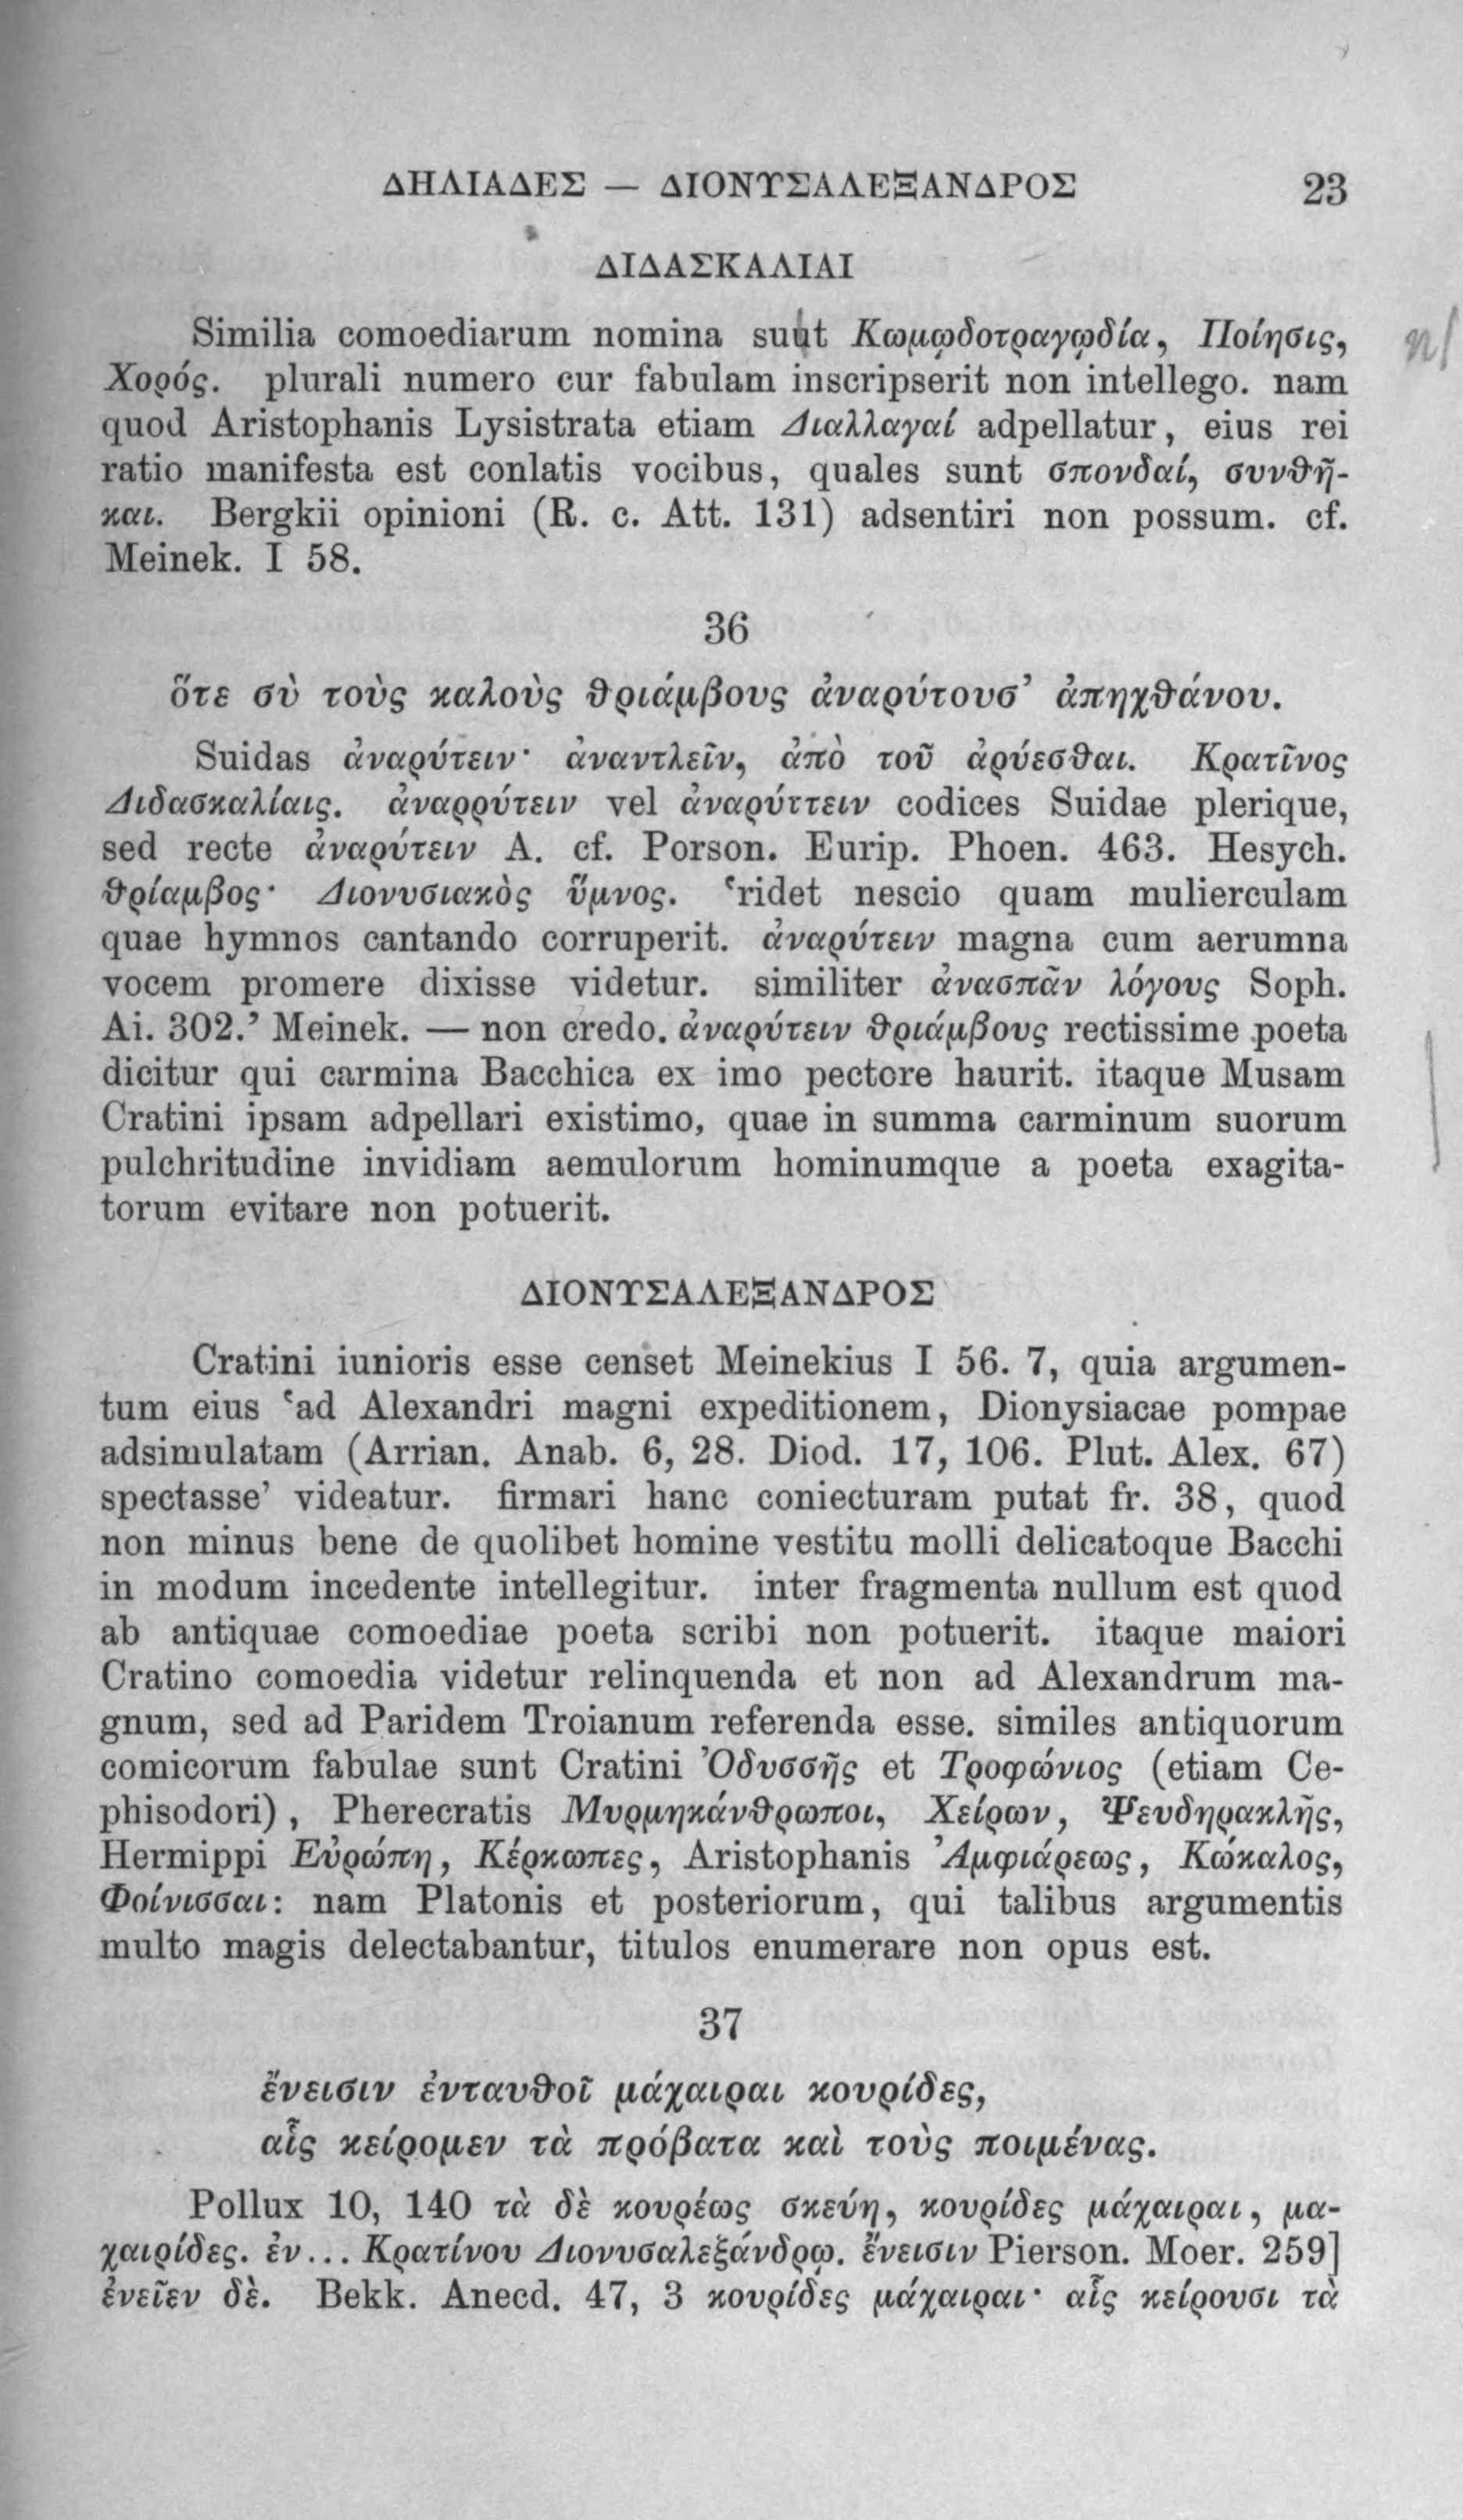 ΔΗΛΙΑΔΕΣ — ΔΙΟΝΥΣΑΛΕΞΑΝΔΡΟΣ 23
ΔΙΔΑΣΚΑΛΙΑΙ
Similia comoediarum nomina suut Κωμῳδοτραγῳδία, Ποίησις, n/
Χορός. plurali numero cur fabulam inscripserit non intellego. nam
quod Aristophanis Lysistrata etiam Διαλλαγαί adpellatur, eius rei
ratio manifesta est conlatis vocibus, quales sunt σπονδαί, συνθῆ-
και. Bergkii opinioni (R. c. Att. 131) adsentiri non possum. cf.
Meinek. I 58.
36
ὅτε σὺ τοὺς καλοὺς θριάμβους ἀναρύτουσ’ ἀπηχθάνου.
Suidas ἀναρύτειν· ἀναντλεῖν, ἀπὸ τοῦ ἀρύεσθαι. Κρατῖνος
Διδασκαλίαις. ἀναρρύτειν vel ἀναρύττειν codices Suidae plerique,
sed recte ἀναρύτειν A. cf. Porson. Eurip. Phoen. 463. Hesych.
θρίαμβος· Διονυσιακὸς ὕμνος. ‘ridet nescio quam mulierculam
quae hymnos cantando corruperit. ἀναρύτειν magna cum aerumna
vocem promere dixisse videtur. similiter ἀνασπᾶν λόγους Soph.
Ai. 302.’ Meinek. — non credo. ἀναρύτειν θριάμβους rectissime poeta
dicitur qui carmina Bacchica ex imo pectore haurit. itaque Musam
Cratini ipsam adpellari existimo, quae in summa carminum suorum
pulchritudine invidiam aemulorum hominumque a poeta exagita-
torum evitare non potuerit.
ΔΙΟΝΥΣΑΛΕΞΑΝΔΡΟΣ
Cratini iunioris esse censet Meinekius I 56. 7, quia argumen-
tum eius ‘ad Alexandri magni expeditionem, Dionysiacae pompae
adsimulatam (Arrian. Anab. 6, 28. Diod. 17, 106. Plut. Alex. 67)
spectasse’ videatur. firmari hanc coniecturam putat fr. 38, quod
non minus bene de quolibet homine vestitu molli delicatoque Bacchi
in modum incedente intellegitur. inter fragmenta nullum est quod
ab antiquae comoediae poeta scribi non potuerit. itaque maiori
Cratino comoedia videtur relinquenda et non ad Alexandrum ma-
gnum, sed ad Paridem Troianum referenda esse. similes antiquorum
comicorum fabulae sunt Cratini Ὀδυσσῆς et Τροφώνιος (etiam Ce-
phisodori), Pherecratis Μυρμηκάνθρωποι, Χείρων, Ψευδηρακλῆς,
Hermippi Εὐρώπη, Κέρκωπες, Aristophanis Ἀμφιάρεως, Κώκαλος,
Φοίνισσαι: nam Platonis et posteriorum, qui talibus argumentis
multo magis delectabantur, titulos enumerare non opus est.
37
ἔνεισιν ἐνταυθοῖ μάχαιραι κουρίδες,
αἷς κείρομεν τὰ πρόβατα καὶ τοὺς ποιμένας.
Pollux 10, 140 τὰ δὲ κουρέως σκεύη, κουρίδες μάχαιραι, μα-
χαιρίδες. ἐν... Κρατίνου Διονυσαλεξάνδρῳ. ἔνεισιν Pierson. Moer. 259]
ἐνεῖεν δὲ. Bekk. Anecd. 47, 3 κουρίδες μάχαιραι· αἷς κείρουσι τὰ